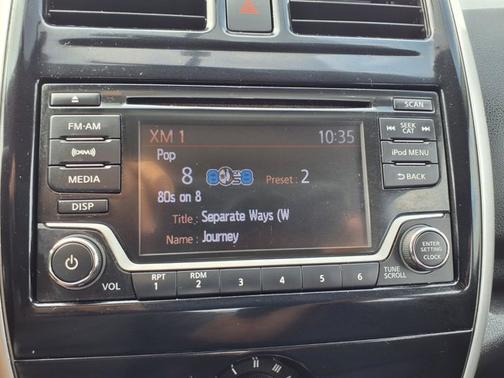 SCAN
FM·AM
SEEK
CAT
XM 1 10:35
Pop
((XM))
iPod MENU
8 Preset : 2
MEDIA
BACK
80s on 8
DISP
Title : Separate Ways (W
Name : Journey
ENTER
SETTING
CLOCK
VOL
RPT RDM
1 2 3 4 5 6
TUNE
SCROLL